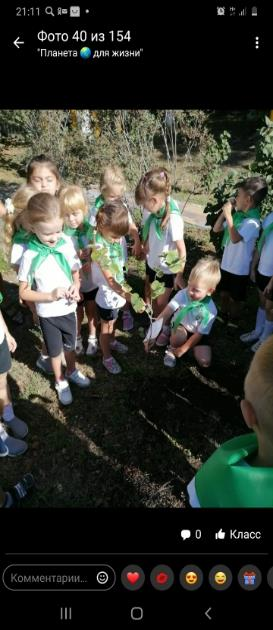 21:11
Фото 40 из 154
"Планета 🌏 для жизни"
0 Класс
Комментарии...